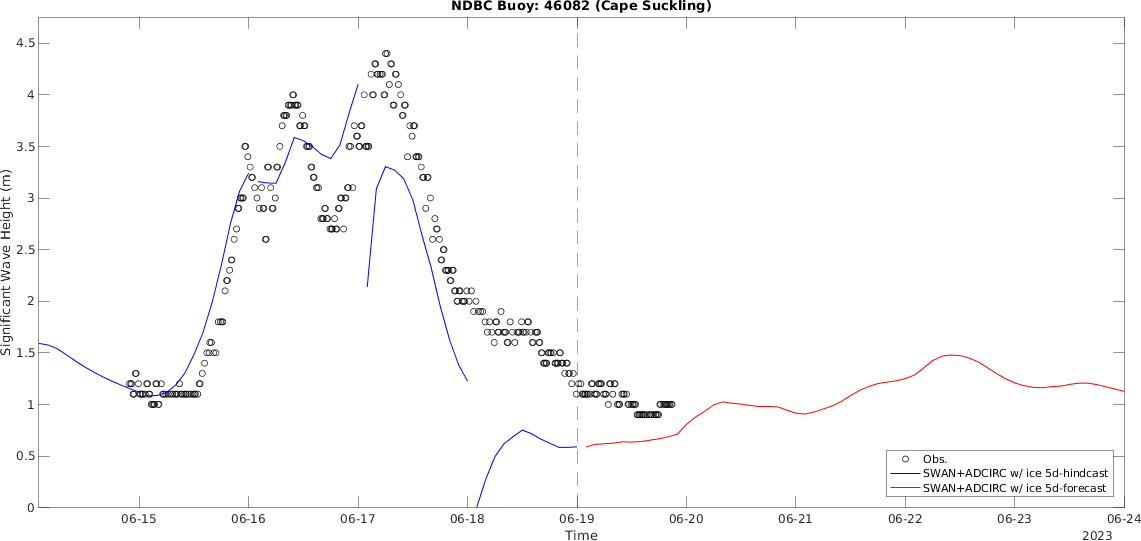 NDBC Buoy: 46082 (Cape Suckling)
Significant Wave Height (m)
4.5
4
3.5
3
2.5
2
1.5
1
0.5
0
Obs.
SWAN+ADCIRC w/ ice 5d-hindcast
SWAN+ADCIRC w/ ice 5d-forecast
06-15 06-16 06-17 06-18 06-19 06-20 06-21 06-22 06-23 06-24
Time
2023